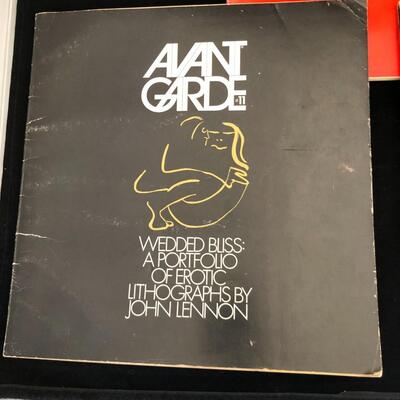 AVANT
GARDE #11
WEDDED BLISS:
A PORTFOLIO
OF EROTIC
LITHOGRAPHS BY
JOHN LENNON